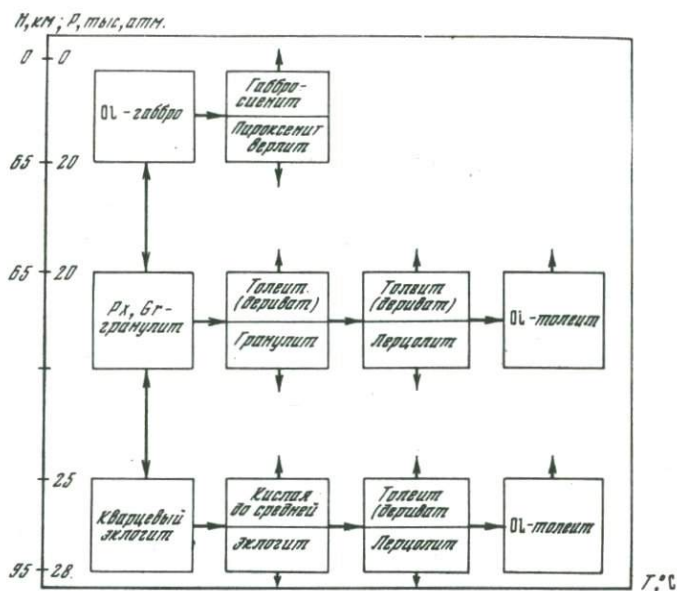 H, км; P, тыс, атм.
0 0
Ol - габбро
Габбро-
сиенит
Пироксенит
верлит
65 20
65 20
Px, Gr-
гранулит
Толеит
(дериват)
Гранулит
Толеит
(дериват)
Лерцолит
Ol-толеит
25
Кварцевый
эклогит
Кислая
до средней
Эклогит
Толеит
(дериват
Лерцолит
Ol-толеит
95 28
T,°C